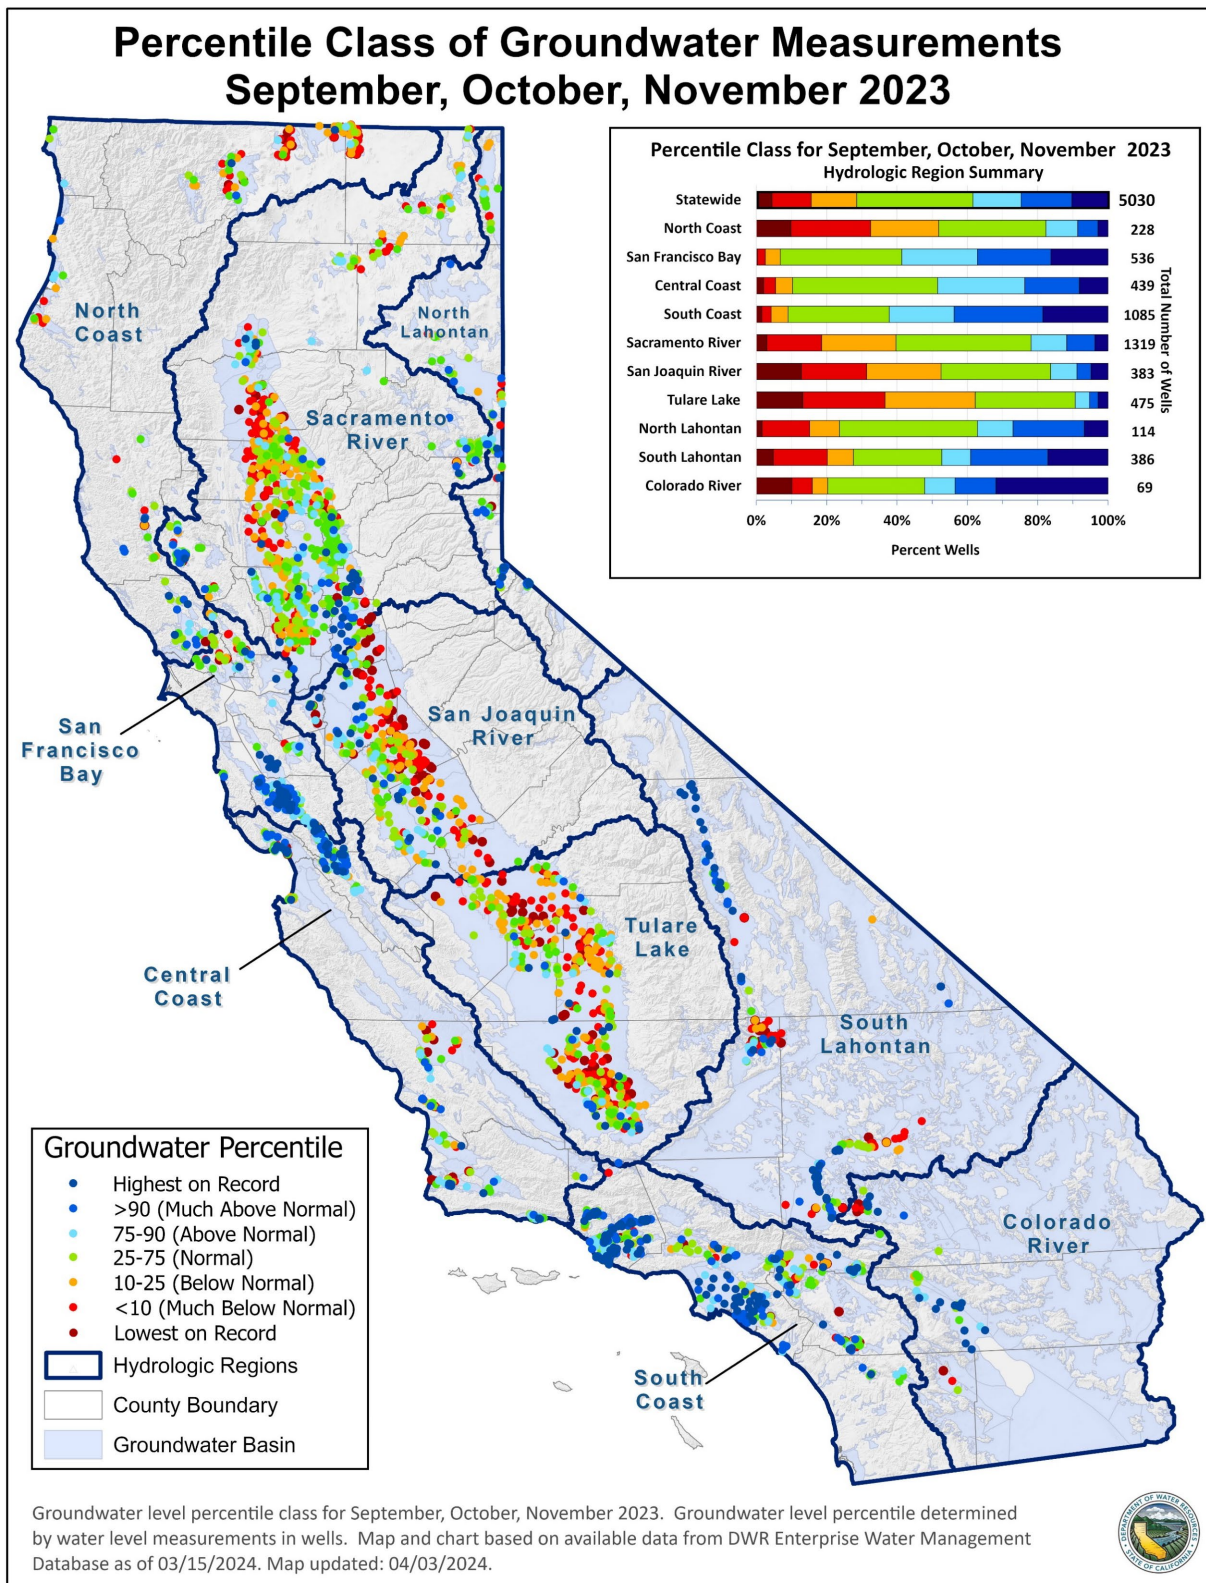 Percentile Class of Groundwater Measurements
September, October, November 2023
Percentile Class for September, October, November 2023
Hydrologic Region Summary
Statewide 5030
North Coast 228
San Francisco Bay 536
Central Coast 439
South Coast 1085
Sacramento River 1319
San Joaquin River 383
Tulare Lake 475
North Lahontan 114
South Lahontan 386
Colorado River 69
0% 20% 40% 60% 80% 100%
Percent Wells
Total Number of Wells
North
Coast
North
Lahontan
Sacramento
River
San
Francisco
Bay
San Joaquin
River
Central
Coast
Tulare
Lake
South
Lahontan
Colorado
River
South
Coast
Groundwater Percentile
Highest on Record
>90 (Much Above Normal)
75-90 (Above Normal)
25-75 (Normal)
10-25 (Below Normal)
<10 (Much Below Normal)
Lowest on Record
Hydrologic Regions
County Boundary
Groundwater Basin
Groundwater level percentile class for September, October, November 2023. Groundwater level percentile determined
by water level measurements in wells. Map and chart based on available data from DWR Enterprise Water Management
Database as of 03/15/2024. Map updated: 04/03/2024.
DEPARTMENT OF WATER RESOURCES
STATE OF CALIFORNIA